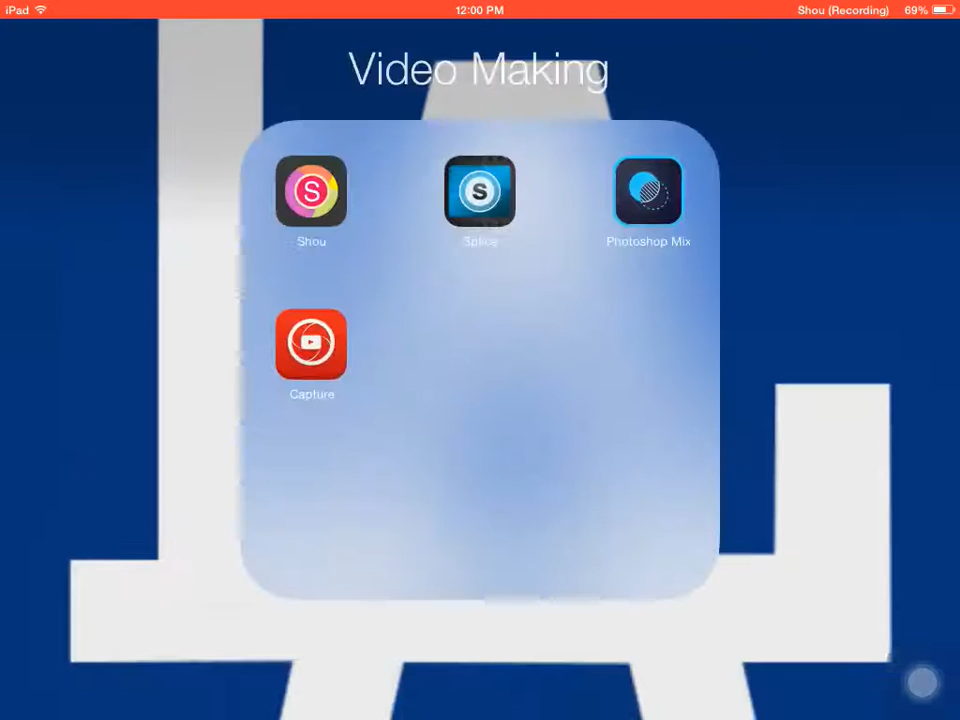 iPad 12:00 PM Shou (Recording) 69%
Video Making
S S
Shou Splice Photoshop Mix
Capture